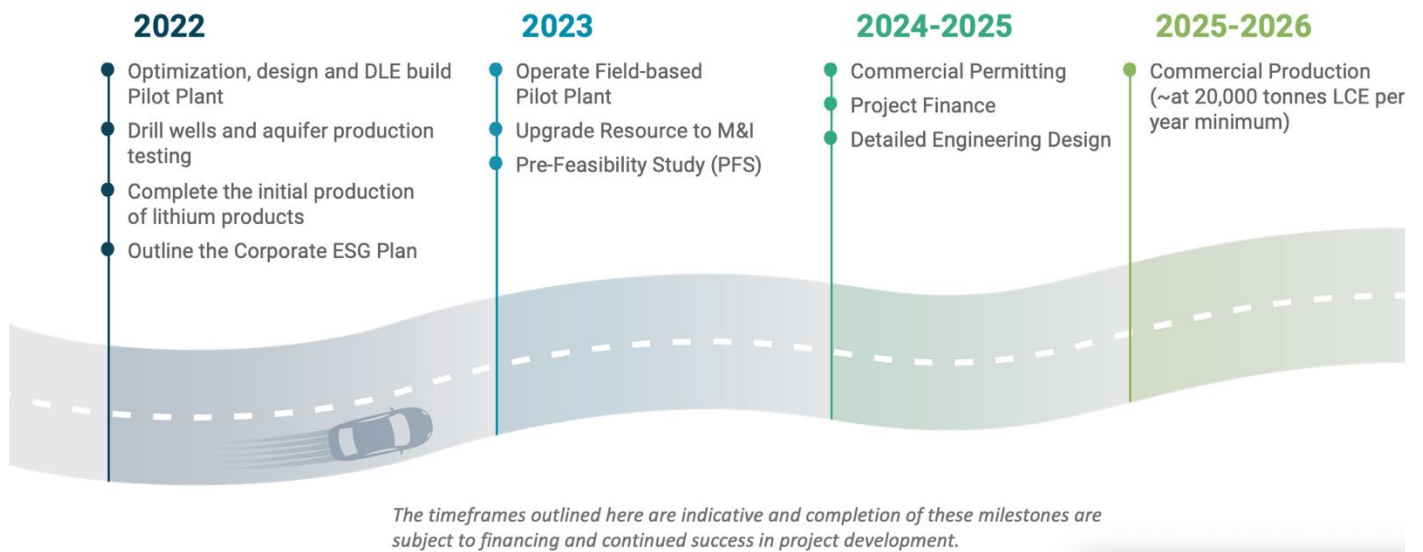 2022
Optimization, design and DLE build
Pilot Plant
Drill wells and aquifer production
testing
Complete the initial production
of lithium products
Outline the Corporate ESG Plan
2023
Operate Field-based
Pilot Plant
Upgrade Resource to M&I
Pre-Feasibility Study (PFS)
2024-2025
Commercial Permitting
Project Finance
Detailed Engineering Design
2025-2026
Commercial Production
(~at 20,000 tonnes LCE per
year minimum)
The timeframes outlined here are indicative and completion of these milestones are
subject to financing and continued success in project development.